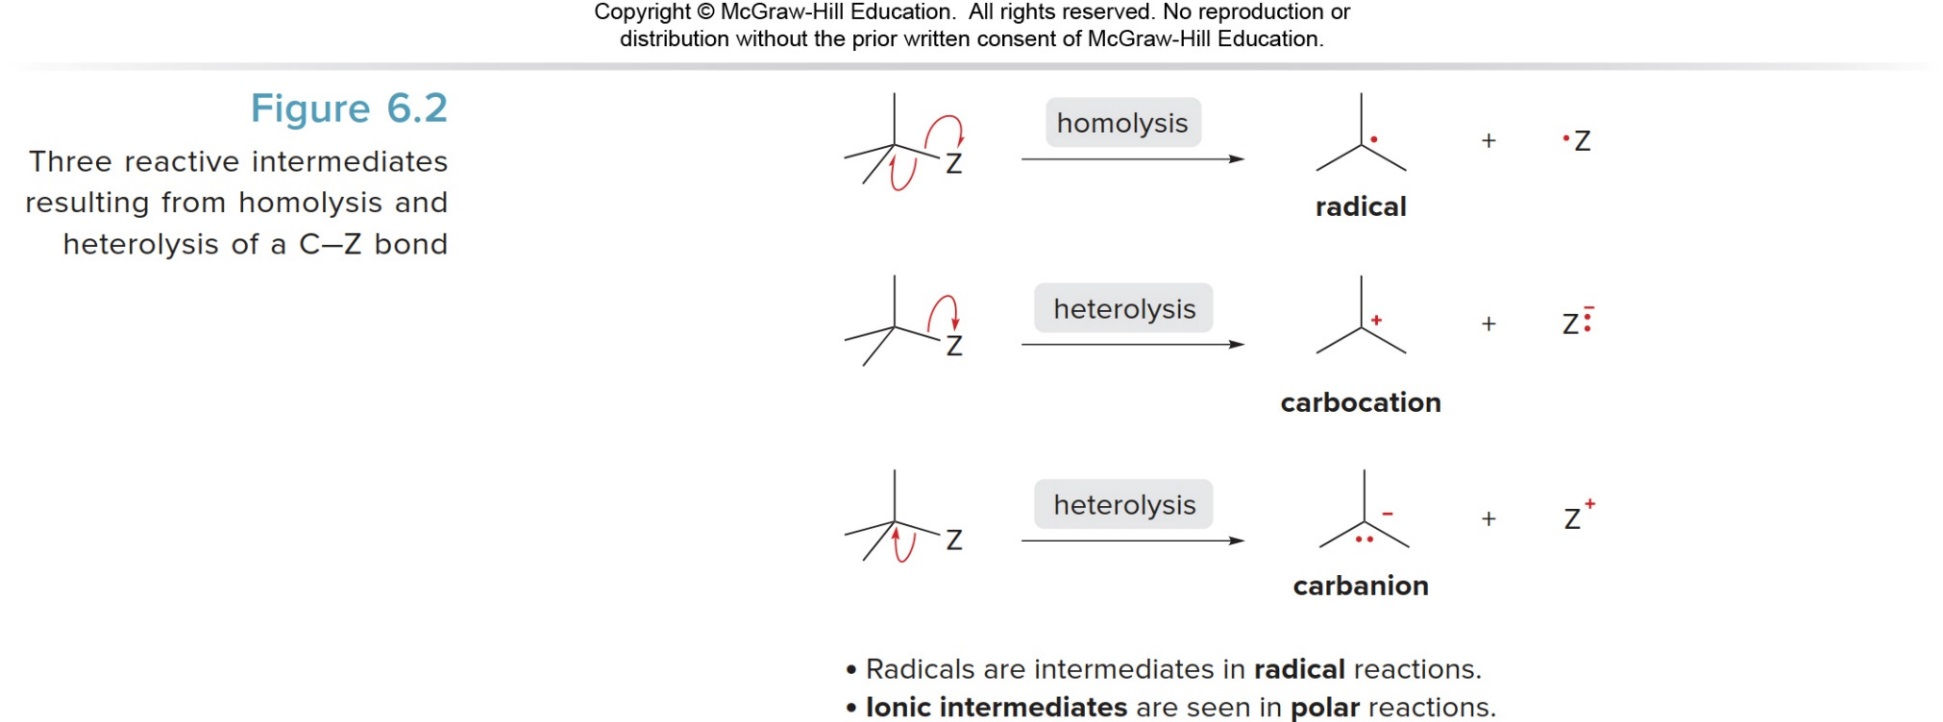 Copyright © McGraw-Hill Education.  All rights reserved. No reproduction or
distribution without the prior written consent of McGraw-Hill Education.
Figure 6.2
Three reactive intermediates
resulting from homolysis and
heterolysis of a C–Z bond
Z
homolysis
•
+
•Z
radical
Z
heterolysis
+
+
Z:⁻
carbocation
Z
heterolysis
−
••
+
Z⁺
carbanion
• Radicals are intermediates in radical reactions.
• Ionic intermediates are seen in polar reactions.